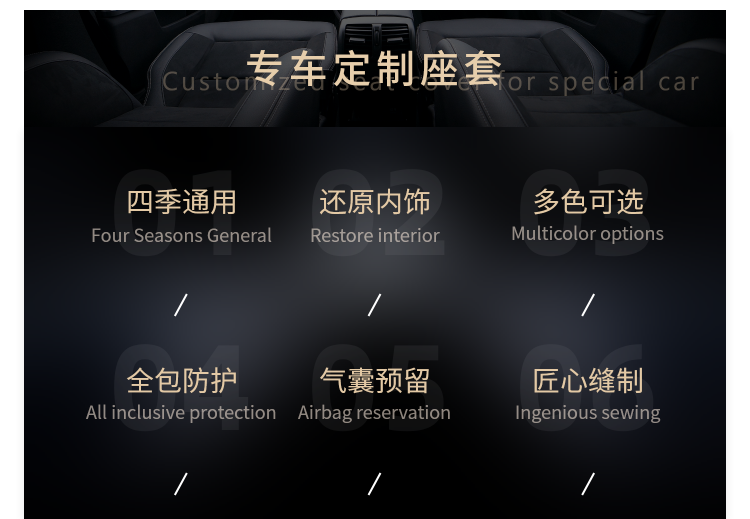 专车定制座套
Customized seat cover for special car
01 02 03
四季通用 还原内饰 多色可选
Four Seasons General Restore interior Multicolor options
/ / /
04 05 06
全包防护 气囊预留 匠心缝制
All inclusive protection Airbag reservation Ingenious sewing
/ / /